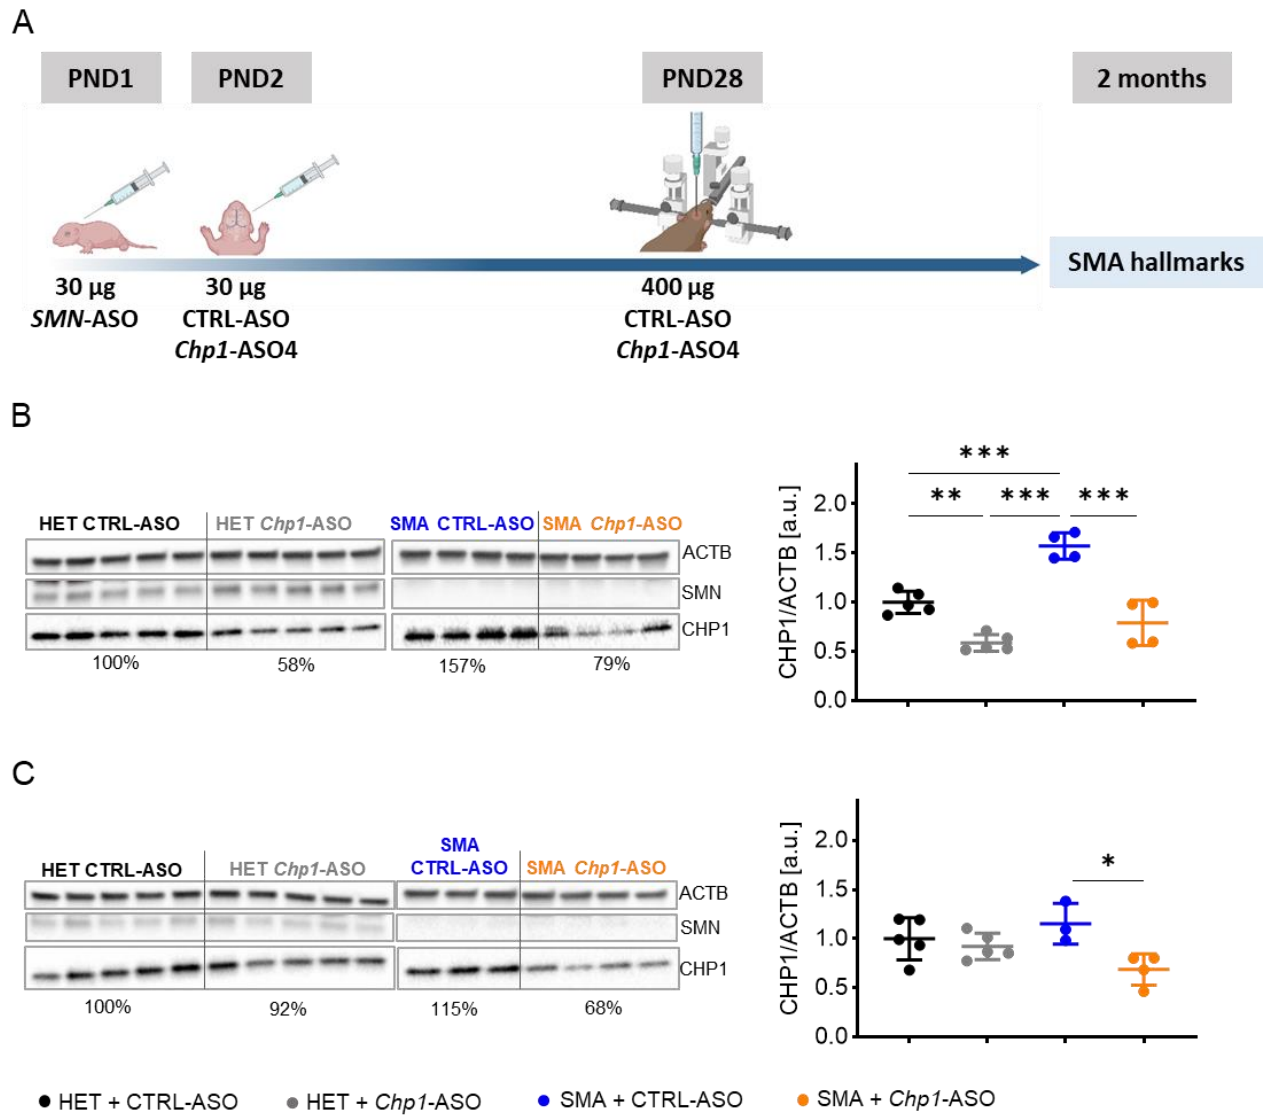 A
PND1 PND2 PND28 2 months
30 µg 30 µg 400 µg SMA hallmarks
SMN-ASO CTRL-ASO CTRL-ASO
Chp1-ASO4 Chp1-ASO4
B
HET CTRL-ASO HET Chp1-ASO SMA CTRL-ASO SMA Chp1-ASO
ACTB
SMN
CHP1
100% 58% 157% 79%
CHP1/ACTB [a.u.]
2.0
1.5
1.0
0.5
0.0
***
** *** ***
C
HET CTRL-ASO HET Chp1-ASO SMA
CTRL-ASO SMA Chp1-ASO
ACTB
SMN
CHP1
100% 92% 115% 68%
CHP1/ACTB [a.u.]
2.0
1.5
1.0
0.5
0.0
*
HET + CTRL-ASO HET + Chp1-ASO SMA + CTRL-ASO SMA + Chp1-ASO